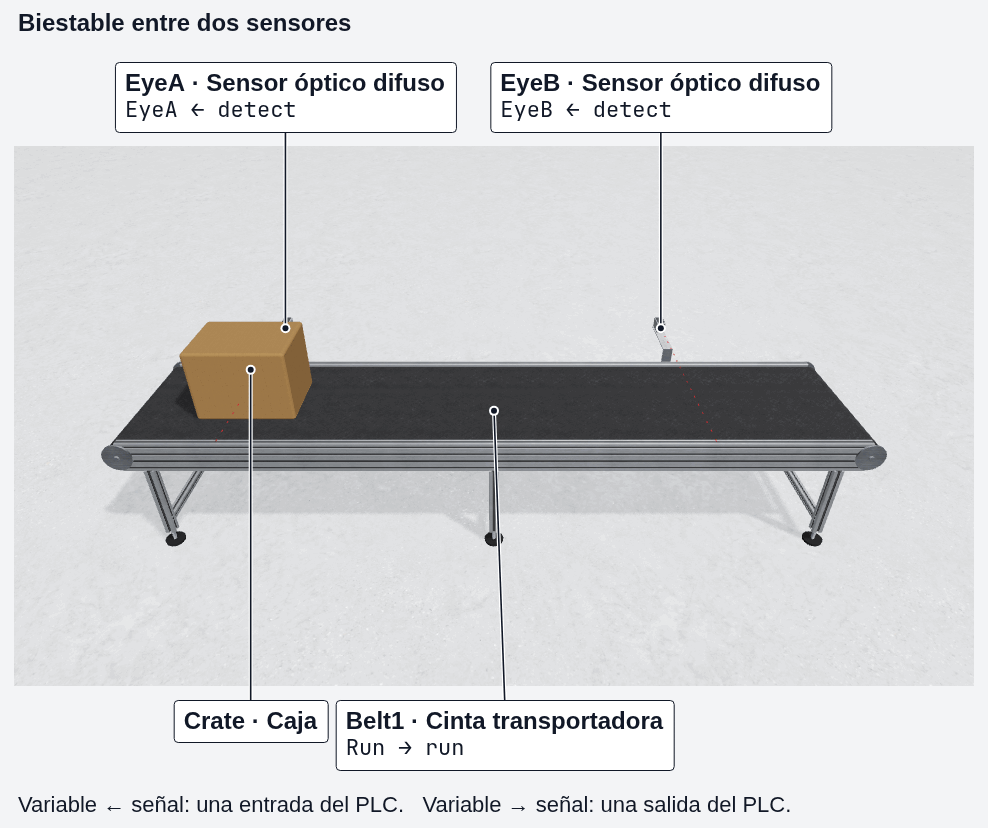 Biestable entre dos sensores
EyeA · Sensor óptico difuso
EyeA ← detect
EyeB · Sensor óptico difuso
EyeB ← detect
Crate · Caja
Belt1 · Cinta transportadora
Run → run
Variable ← señal: una entrada del PLC. Variable → señal: una salida del PLC.